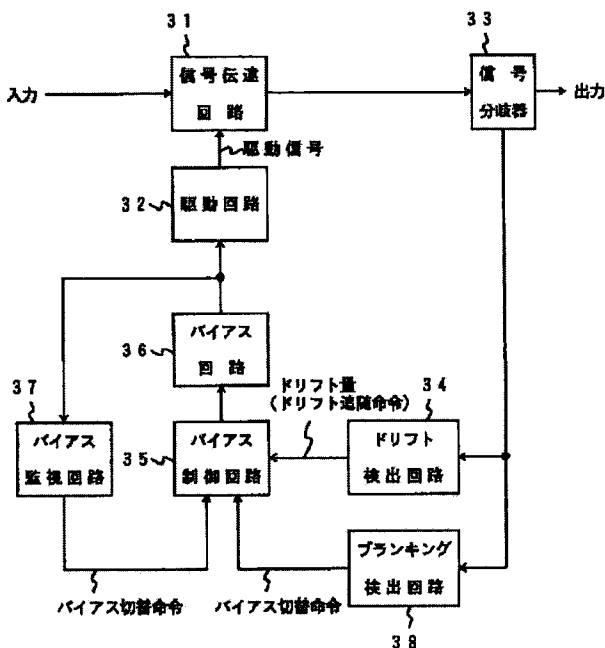 31
33
信号伝達
回路
信号
分岐器
入力
出力
駆動信号
32
駆動回路
36
バイアス
回路
ドリフト量
(ドリフト追随命令)
37
34
バイアス
監視回路
35
バイアス
制御回路
ドリフト
検出回路
ブランキング
検出回路
バイアス切替命令
バイアス切替命令
38